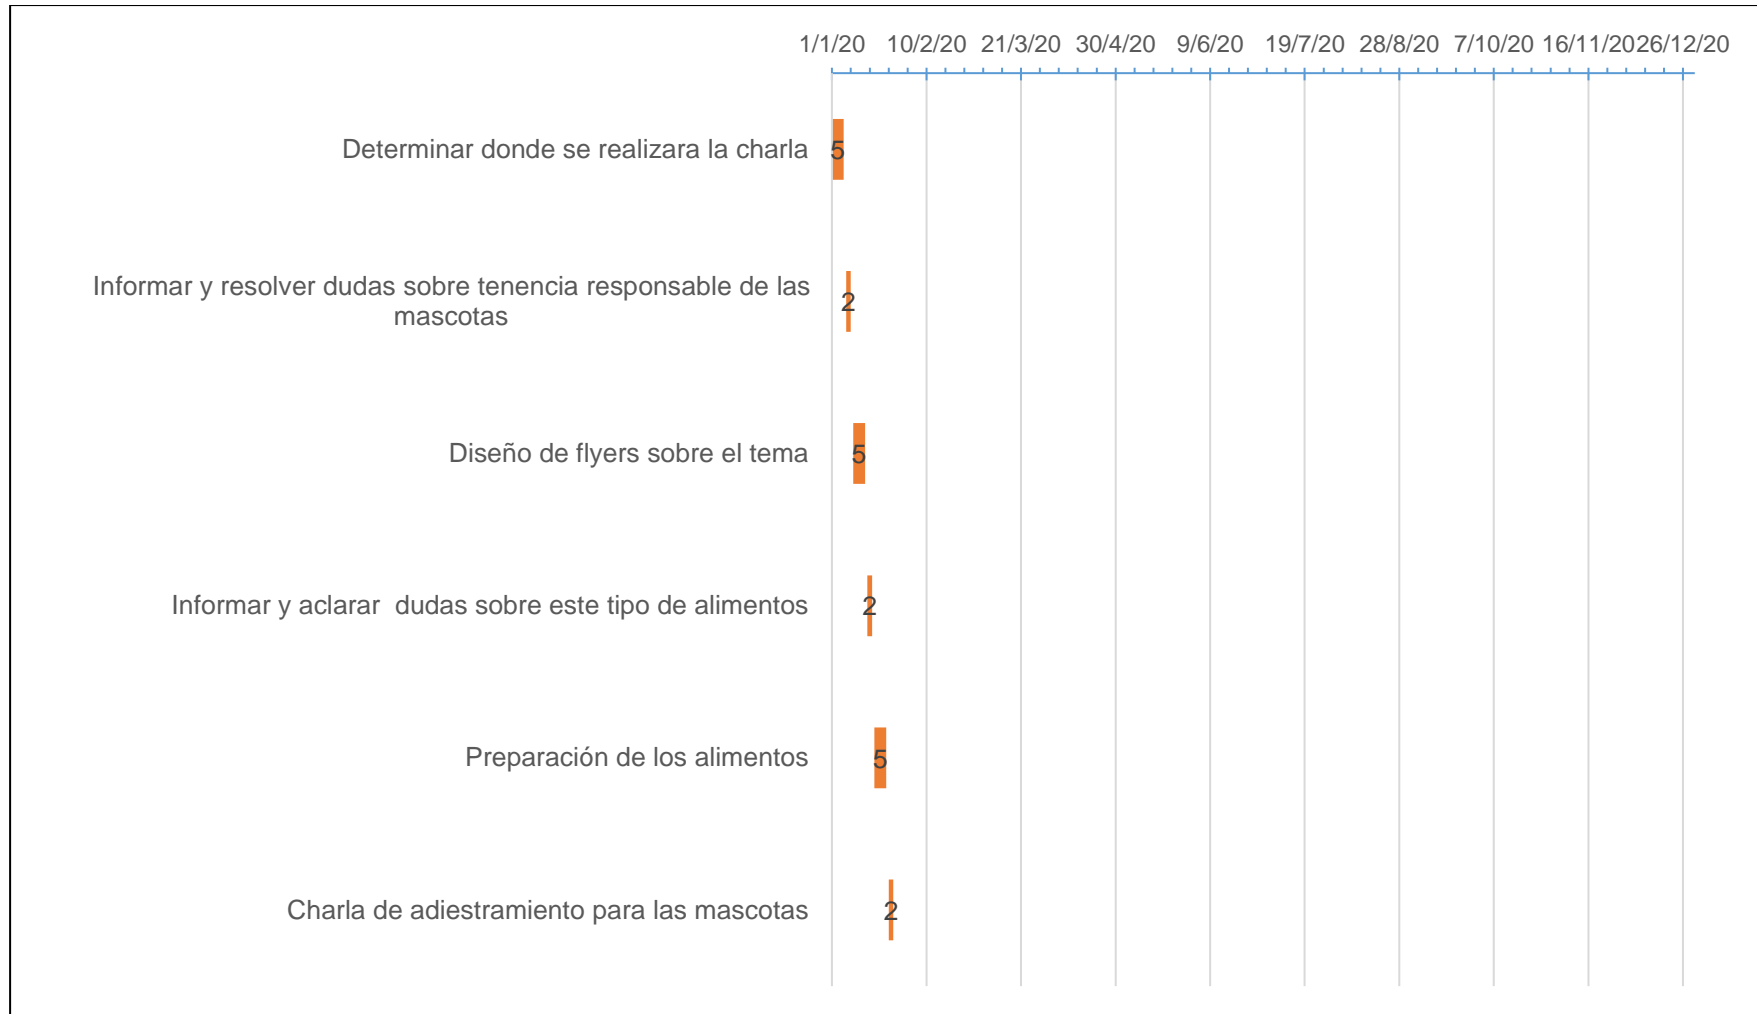 1/1/20 10/2/20 21/3/20 30/4/20 9/6/20 19/7/20 28/8/20 7/10/20 16/11/20 26/12/20
Determinar donde se realizara la charla 5
Informar y resolver dudas sobre tenencia responsable de las
mascotas
2
Diseño de flyers sobre el tema 5
Informar y aclarar  dudas sobre este tipo de alimentos 2
Preparación de los alimentos 5
Charla de adiestramiento para las mascotas 2